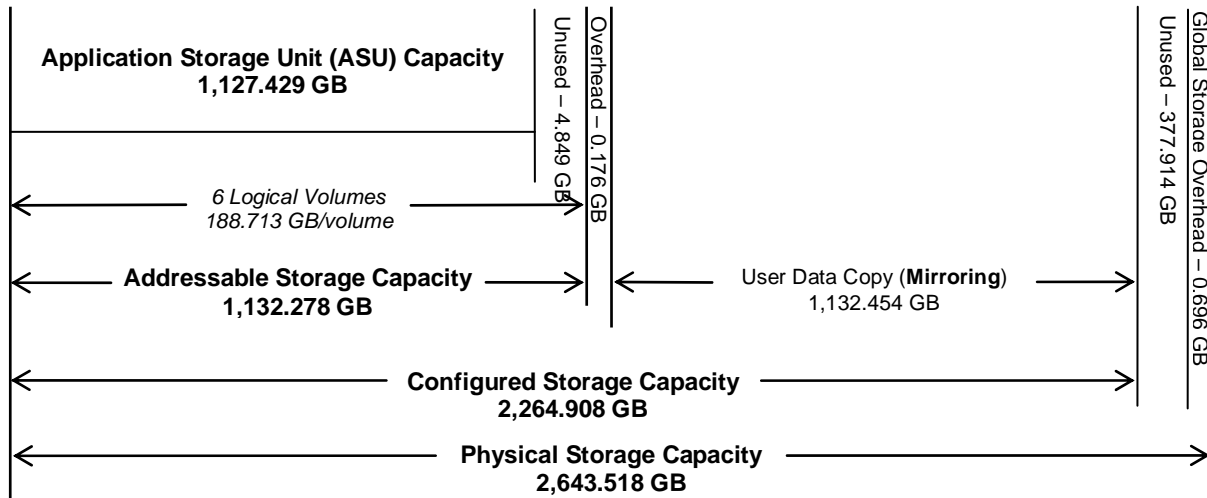 Application Storage Unit (ASU) Capacity
1,127.429 GB
Unused – 4.849 GB
Overhead – 0.176 GB
Unused – 377.914 GB
Global Storage Overhead – 0.696 GB
6 Logical Volumes
188.713 GB/volume
Addressable Storage Capacity
1,132.278 GB
User Data Copy (Mirroring)
1,132.454 GB
Configured Storage Capacity
2,264.908 GB
Physical Storage Capacity
2,643.518 GB